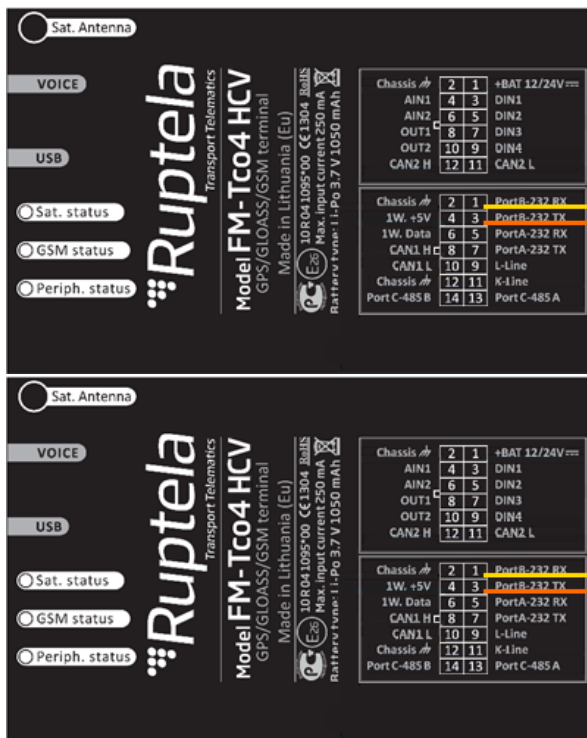 Sat. Antenna
VOICE
USB
Sat. status
GSM status
Periph. status
Ruptela
Transport Telematics
Model FM-Tco4 HCV
GPS/GLOASS/GSM terminal
Made in Lithuania (Eu)
10 R 04 1095*00 CE 1304 RoHS
Max. input current 250 mA
Battery type: Li-Po 3.7 V 1050 mAh
E26
Chassis 2 1 +BAT 12/24V
AIN1 4 3 DIN1
AIN2 6 5 DIN2
OUT1 8 7 DIN3
OUT2 10 9 DIN4
CAN2 H 12 11 CAN2 L
Chassis 2 1 PortB-232 RX
1W. +5V 4 3 PortB-232 TX
1W. Data 6 5 PortA-232 RX
CAN1 H 8 7 PortA-232 TX
CAN1 L 10 9 L-Line
Chassis 12 11 K-Line
Port C-485 B 14 13 Port C-485 A
Sat. Antenna
VOICE
USB
Sat. status
GSM status
Periph. status
Ruptela
Transport Telematics
Model FM-Tco4 HCV
GPS/GLOASS/GSM terminal
Made in Lithuania (Eu)
10 R 04 1095*00 CE 1304 RoHS
Max. input current 250 mA
Battery type: Li-Po 3.7 V 1050 mAh
E26
Chassis 2 1 +BAT 12/24V
AIN1 4 3 DIN1
AIN2 6 5 DIN2
OUT1 8 7 DIN3
OUT2 10 9 DIN4
CAN2 H 12 11 CAN2 L
Chassis 2 1 PortB-232 RX
1W. +5V 4 3 PortB-232 TX
1W. Data 6 5 PortA-232 RX
CAN1 H 8 7 PortA-232 TX
CAN1 L 10 9 L-Line
Chassis 12 11 K-Line
Port C-485 B 14 13 Port C-485 A